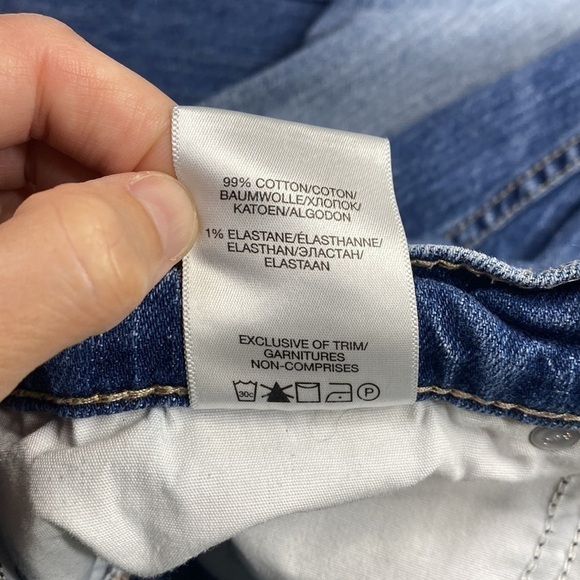 99% COTTON/COTON/
BAUMWOLLE/ХЛОПОК/
KATOEN/ALGODON
1% ELASTANE/ÉLASTHANNE/
ELASTHAN/ЭЛАСТАН/
ELASTAAN
EXCLUSIVE OF TRIM/
GARNITURES
NON-COMPRISES
30c P